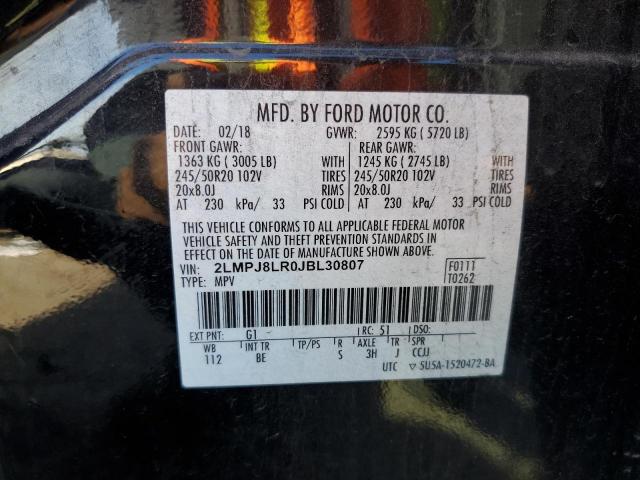 MFD. BY FORD MOTOR CO.
DATE: 02/18 GVWR: 2595 KG ( 5720 LB)
FRONT GAWR: REAR GAWR:
1363 KG ( 3005 LB) 1245 KG ( 2745 LB) WITH
245/50R20 102V TIRES 245/50R20 102V TIRES
20x8.0J RIMS 20x8.0J RIMS
AT 230 kPa/ 33 PSI COLD AT 230 kPa/ 33 PSI COLD
THIS VEHICLE CONFORMS TO ALL APPLICABLE FEDERAL MOTOR
VEHICLE SAFETY AND THEFT PREVENTION STANDARDS IN
EFFECT ON THE DATE OF MANUFACTURE SHOWN ABOVE.
VIN: 2LMPJ8LR0JBL30807 F0111
TYPE: MPV T0262
EXT PNT: G1 RC: 51 DSO:
WB INT TR TP/PS R AXLE TR SPR
112 BE S 3H J CCJJ
UTC ▽ 5U5A-1520472-BA